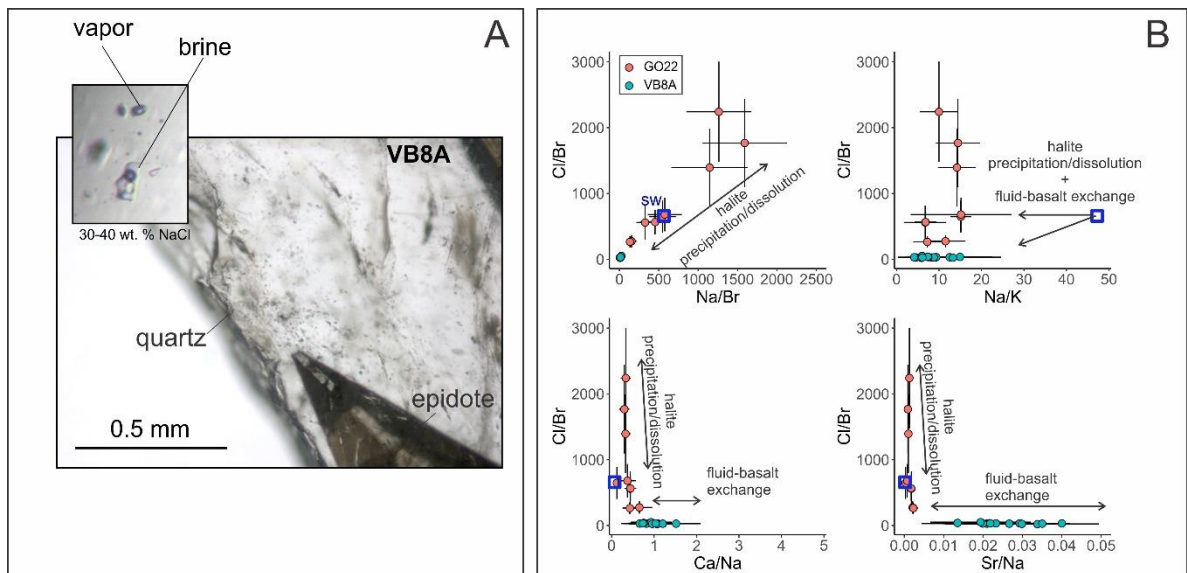 A
vapor
brine
VB8A
30-40 wt. % NaCl
quartz
epidote
0.5 mm
B
GO22
VB8A
Cl/Br
3000
2000
1000
0
SW
halite
precipitation/dissolution
0 500 1000 1500 2000 2500
Na/Br
Cl/Br
3000
2000
1000
0
halite
precipitation/dissolution
+
fluid-basalt exchange
0 10 20 30 40 50
Na/K
Cl/Br
3000
2000
1000
0
halite
precipitation/dissolution
fluid-basalt
exchange
0 1 2 3 4 5
Ca/Na
Cl/Br
3000
2000
1000
0
halite
precipitation/dissolution
fluid-basalt
exchange
0.00 0.01 0.02 0.03 0.04 0.05
Sr/Na